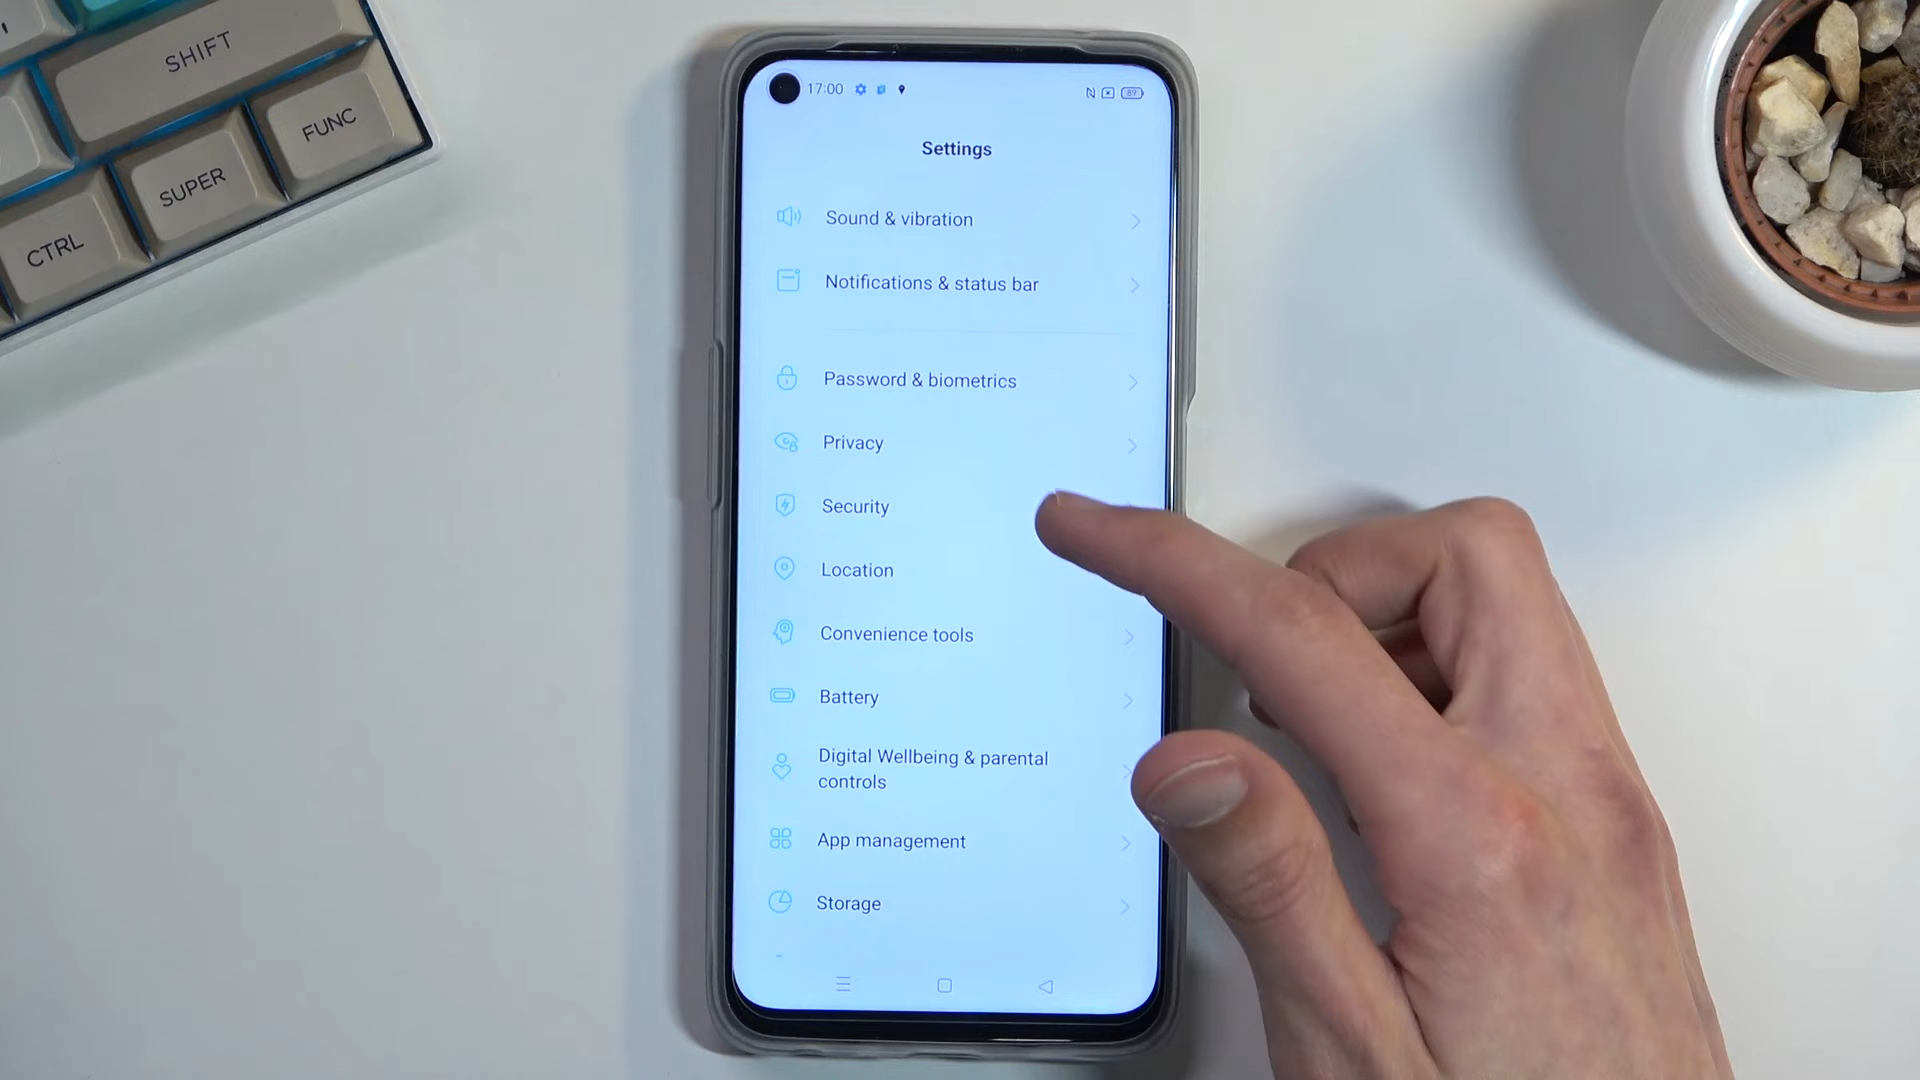 SHIFT
FUNC
SUPER
CTRL
17:00
89
Settings
Sound & vibration
Notifications & status bar
Password & biometrics
Privacy
Security
Location
Convenience tools
Battery
Digital Wellbeing & parental
controls
App management
Storage